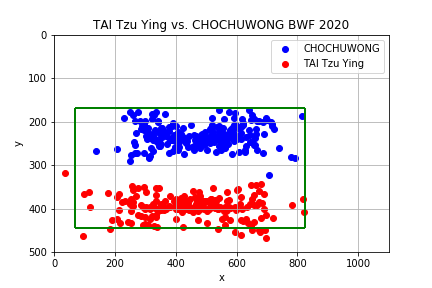 TAI Tzu Ying vs. CHOCHUWONG BWF 2020
CHOCHUWONG
TAI Tzu Ying
0
100
200
300
400
500
y
0 200 400 600 800 1000
x